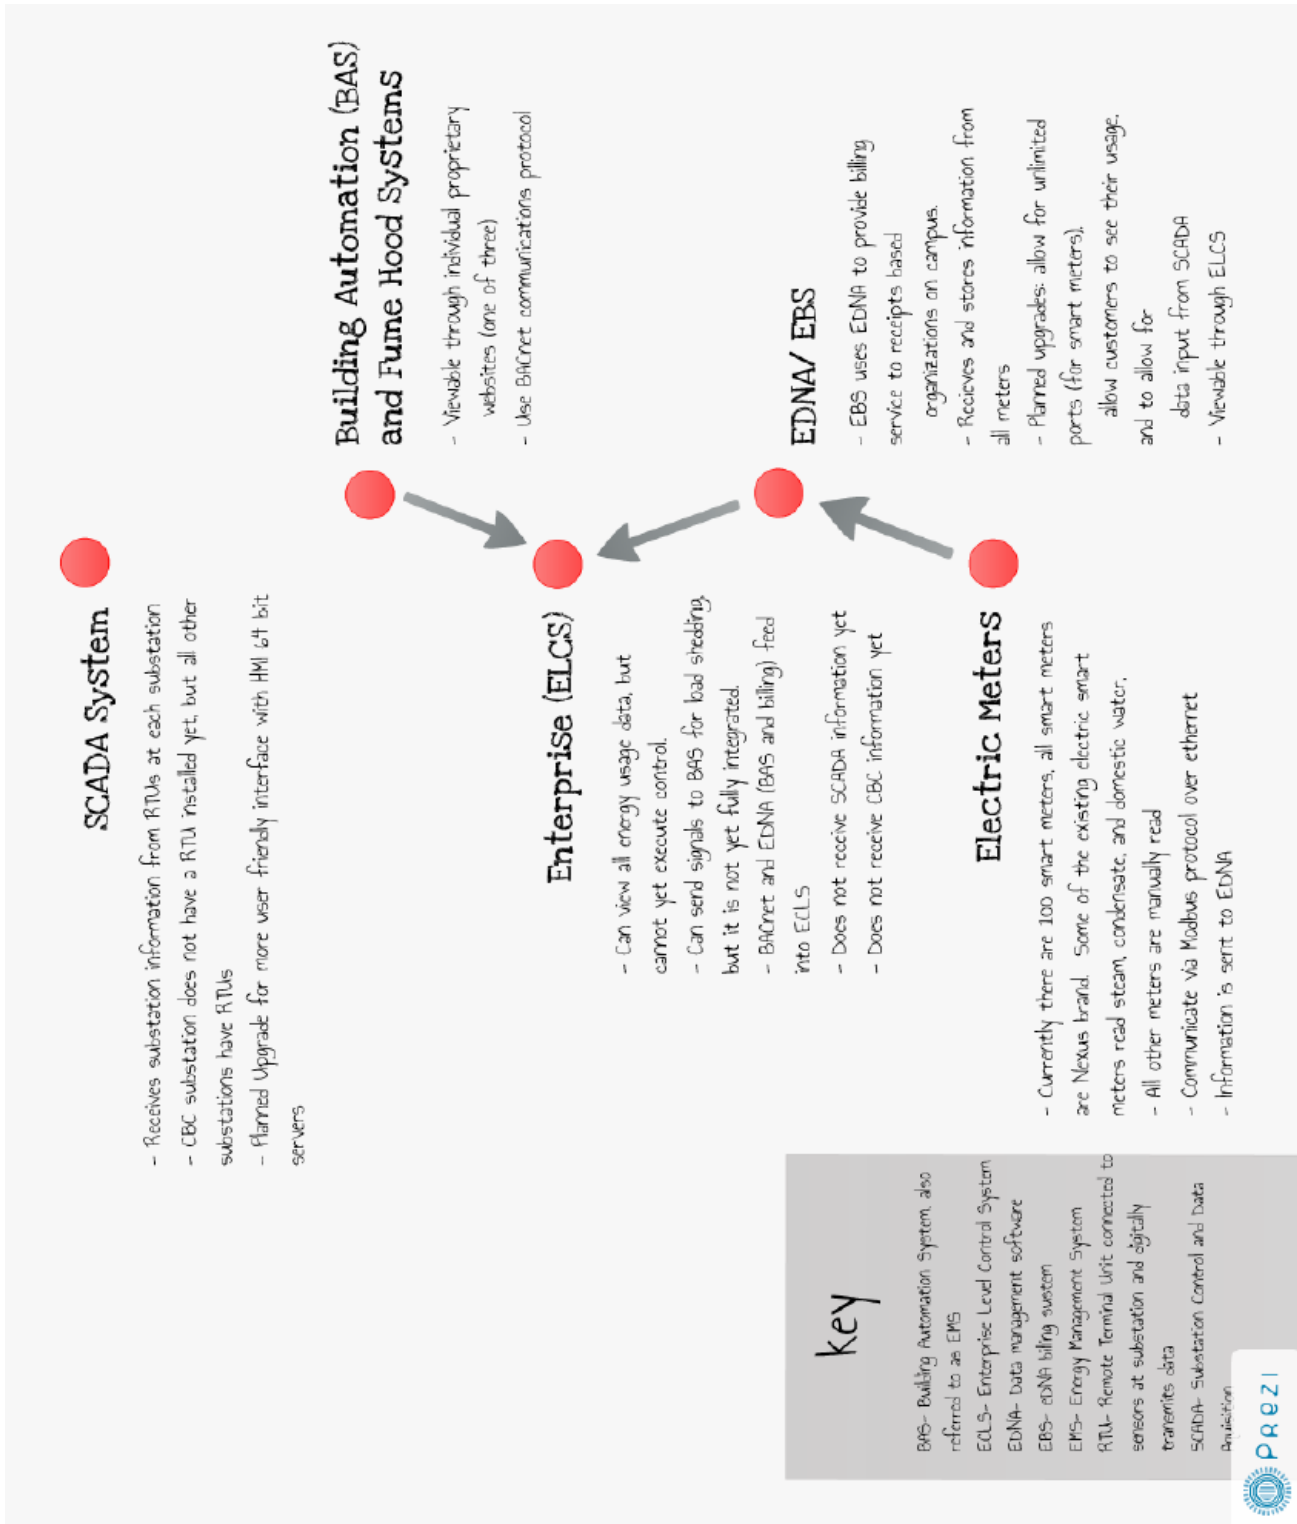 SCADA System
- Receives substation information from RTUs at each substation
- CBC substation does not have a RTU installed yet, but all other
substations have RTUs
- Planned Upgrade for more user friendly interface with HMI 64 bit
servers
Building Automation (BAS)
and Fume Hood Systems
- Viewable through individual proprietary
websites (one of three)
- Use BACnet communications protocol
Enterprise (ELCS)
- Can view all energy usage data, but
cannot yet execute control.
- Can send signals to BAS for load shedding,
but it is not yet fully integrated.
- BACnet and EDNA (BAS and billing) feed
into ECLS
- Does not receive SCADA information yet
- Does not receive CBC information yet
EDNA/ EBS
- EBS uses EDNA to provide billing
service to receipts based
organizations on campus.
- Recieves and stores information from
all meters
- Planned upgrades: allow for unlimited
ports (for smart meters),
allow customers to see their usage,
and to allow for
data input from SCADA
- Viewable through ELCS
Electric Meters
- Currently there are 100 smart meters, all smart meters
are Nexus brand. Some of the existing electric smart
meters read steam, condensate, and domestic water.
- All other meters are manually read
- Communicate via Modbus protocol over ethernet
- Information is sent to EDNA
key
BAS- Building Automation System, also
referred to as EMS
ECLS- Enterprise Level Control System
EDNA- Data management software
EBS- eDNA billing system
EMS- Energy Management System
RTU- Remote Terminal Unit connected to
sensors at substation and digitally
transmits data
SCADA- Substation Control and Data
Aquisition
PREZI